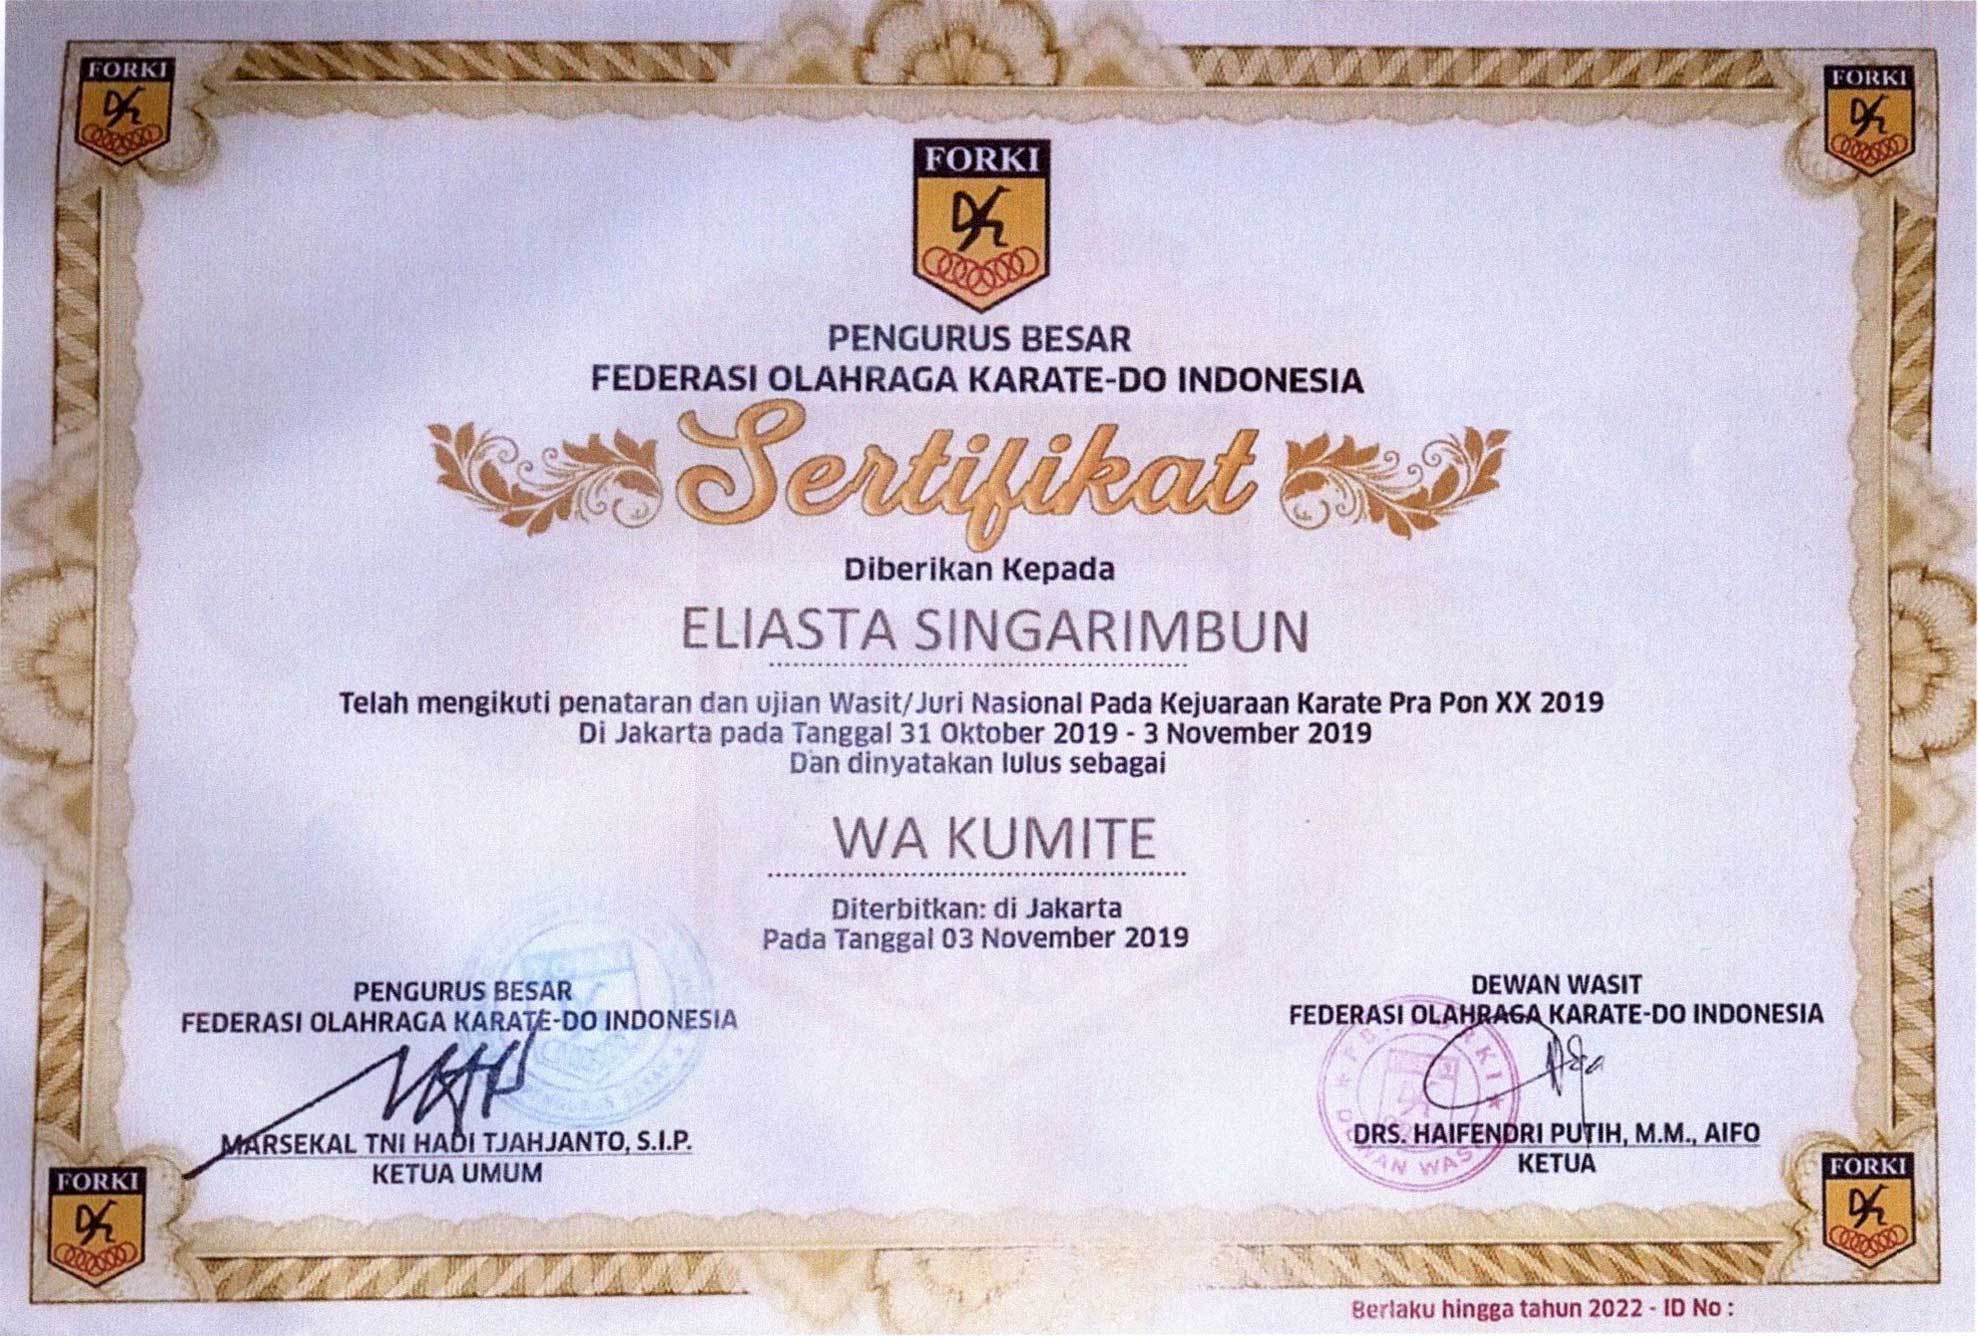 FORKI
FORKI
FORKI
PENGURUS BESAR
FEDERASI OLAHRAGA KARATE-DO INDONESIA
Sertifikat
Diberikan Kepada
ELIASTA SINGARIMBUN
Telah mengikuti penataran dan ujian Wasit/Juri Nasional Pada Kejuaraan Karate Pra Pon XX 2019
Di Jakarta pada Tanggal 31 Oktober 2019 - 3 November 2019
Dan dinyatakan lulus sebagai
WA KUMITE
Diterbitkan: di Jakarta
Pada Tanggal 03 November 2019
PENGURUS BESAR
FEDERASI OLAHRAGA KARATE-DO INDONESIA
MARSEKAL TNI HADI TJAHJANTO, S.I.P.
KETUA UMUM
DEWAN WASIT
FEDERASI OLAHRAGA KARATE-DO INDONESIA
DRS. HAIFENDRI PUTIH, M.M., AIFO
KETUA
FORKI
FORKI
Berlaku hingga tahun 2022 - ID No :